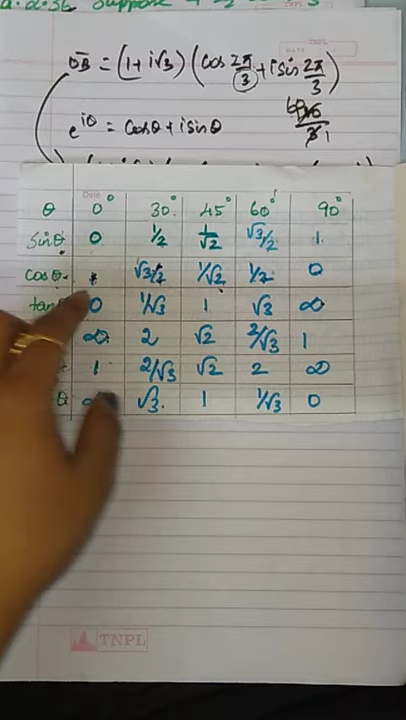 Suppose
OB = (1+i√3) (cos 2π/3 + i sin 2π/3)
e^iθ = cosθ + i sinθ
Date
θ 0° 30° 45° 60° 90°
sinθ 0 1/2 1/√2 √3/2 1
cosθ √3/2 1/√2 1/2 0
tan 0 1/√3 1 √3 ∞
∞ 2 √2 2/√3 1
1 2/√3 √2 2 ∞
θ √3 1 1/√3 0
TNPL